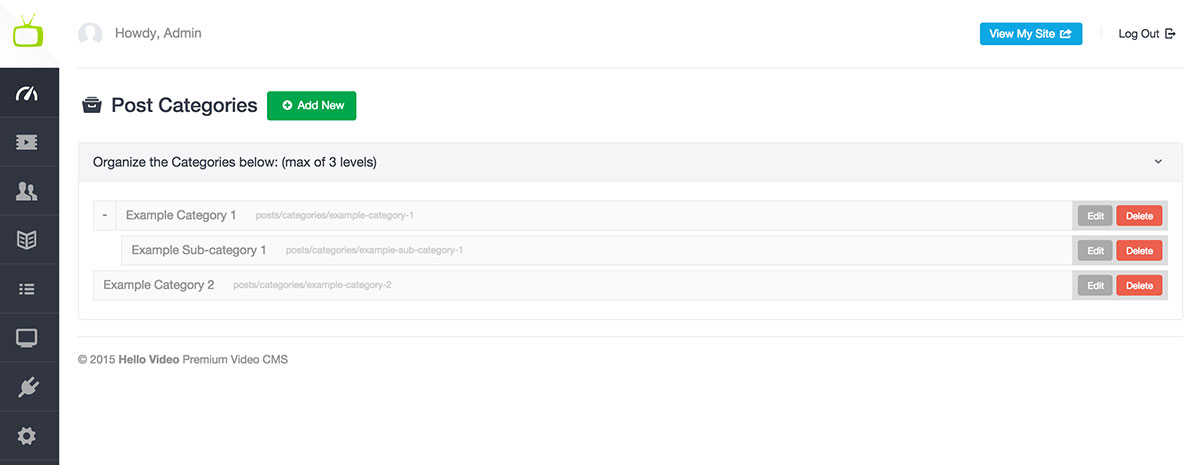 Howdy, Admin
View My Site
Log Out
Post Categories
Add New
Organize the Categories below: (max of 3 levels)
- Example Category 1 posts/categories/example-category-1 Edit Delete
Example Sub-category 1 posts/categories/example-sub-category-1 Edit Delete
Example Category 2 posts/categories/example-category-2 Edit Delete
© 2015 Hello Video Premium Video CMS